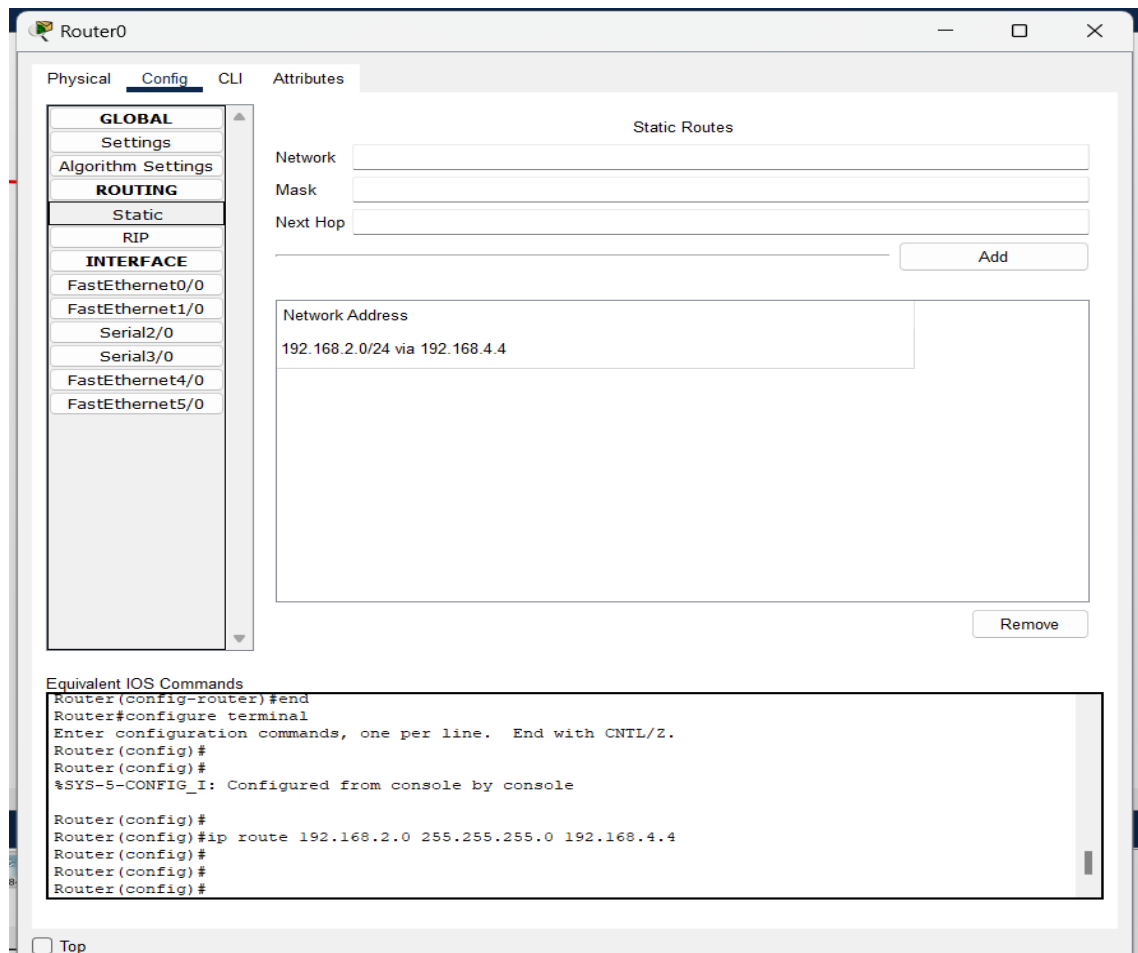 Router0
Physical Config CLI Attributes
GLOBAL
Settings
Algorithm Settings
ROUTING
Static
RIP
INTERFACE
FastEthernet0/0
FastEthernet1/0
Serial2/0
Serial3/0
FastEthernet4/0
FastEthernet5/0
Static Routes
Network
Mask
Next Hop
Add
Network Address
192.168.2.0/24 via 192.168.4.4
Remove
Equivalent IOS Commands
Router(config-router)#end
Router#configure terminal
Enter configuration commands, one per line. End with CNTL/Z.
Router(config)#
Router(config)#
%SYS-5-CONFIG_I: Configured from console by console
Router(config)#
Router(config)#ip route 192.168.2.0 255.255.255.0 192.168.4.4
Router(config)#
Router(config)#
Router(config)#
Top